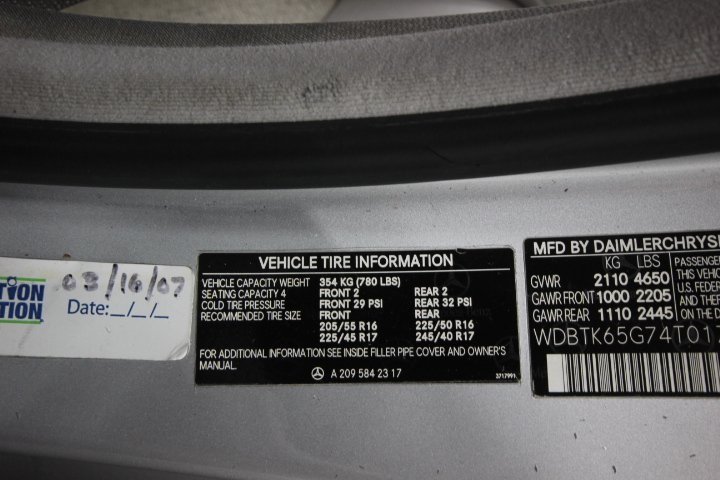 03/16/07
Date:_/_/_
VEHICLE TIRE INFORMATION
VEHICLE CAPACITY WEIGHT 354 KG (780 LBS)
SEATING CAPACITY 4 FRONT 2 REAR 2
COLD TIRE PRESSURE FRONT 29 PSI REAR 32 PSI
RECOMMENDED TIRE SIZE FRONT REAR
205/55 R16 225/50 R16
225/45 R17 245/40 R17
FOR ADDITIONAL INFORMATION SEE INSIDE FILLER PIPE COVER AND OWNER'S
MANUAL.
A 209 584 23 17
3717991
MFD BY DAIMLERCHRYS
KG LBS
GVWR 2110 4650
GAWR FRONT 1000 2205
GAWR REAR 1110 2445
WDBTK65G74T01
PASSENGER
THIS VEHIC
FEDERAL
AND
ON THE DA